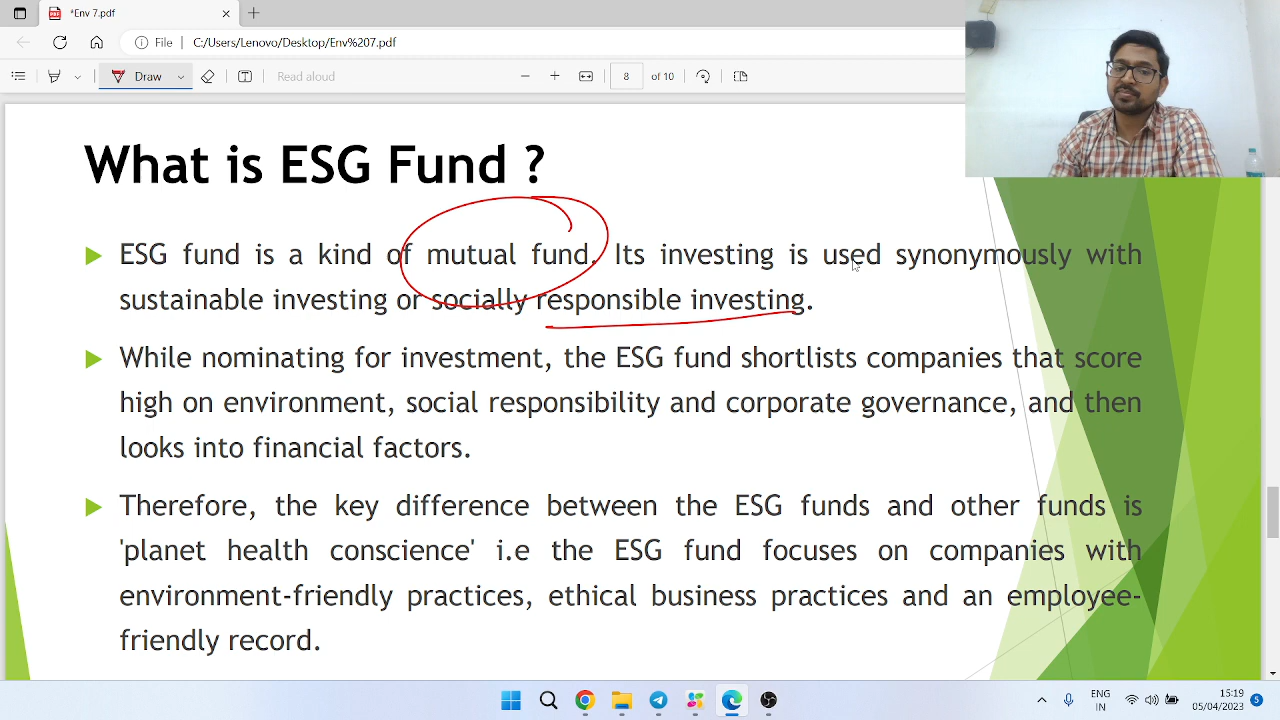 *Env 7.pdf
File C:/Users/Lenovo/Desktop/Env%207.pdf
Draw Read aloud 8 of 10
What is ESG Fund ?
ESG fund is a kind of mutual fund. Its investing is used synonymously with
sustainable investing or socially responsible investing.
While nominating for investment, the ESG fund shortlists companies that score
high on environment, social responsibility and corporate governance, and then
looks into financial factors.
Therefore, the key difference between the ESG funds and other funds is
'planet health conscience' i.e the ESG fund focuses on companies with
environment-friendly practices, ethical business practices and an employee-
friendly record.
ENG 15:19
IN 05/04/2023 5